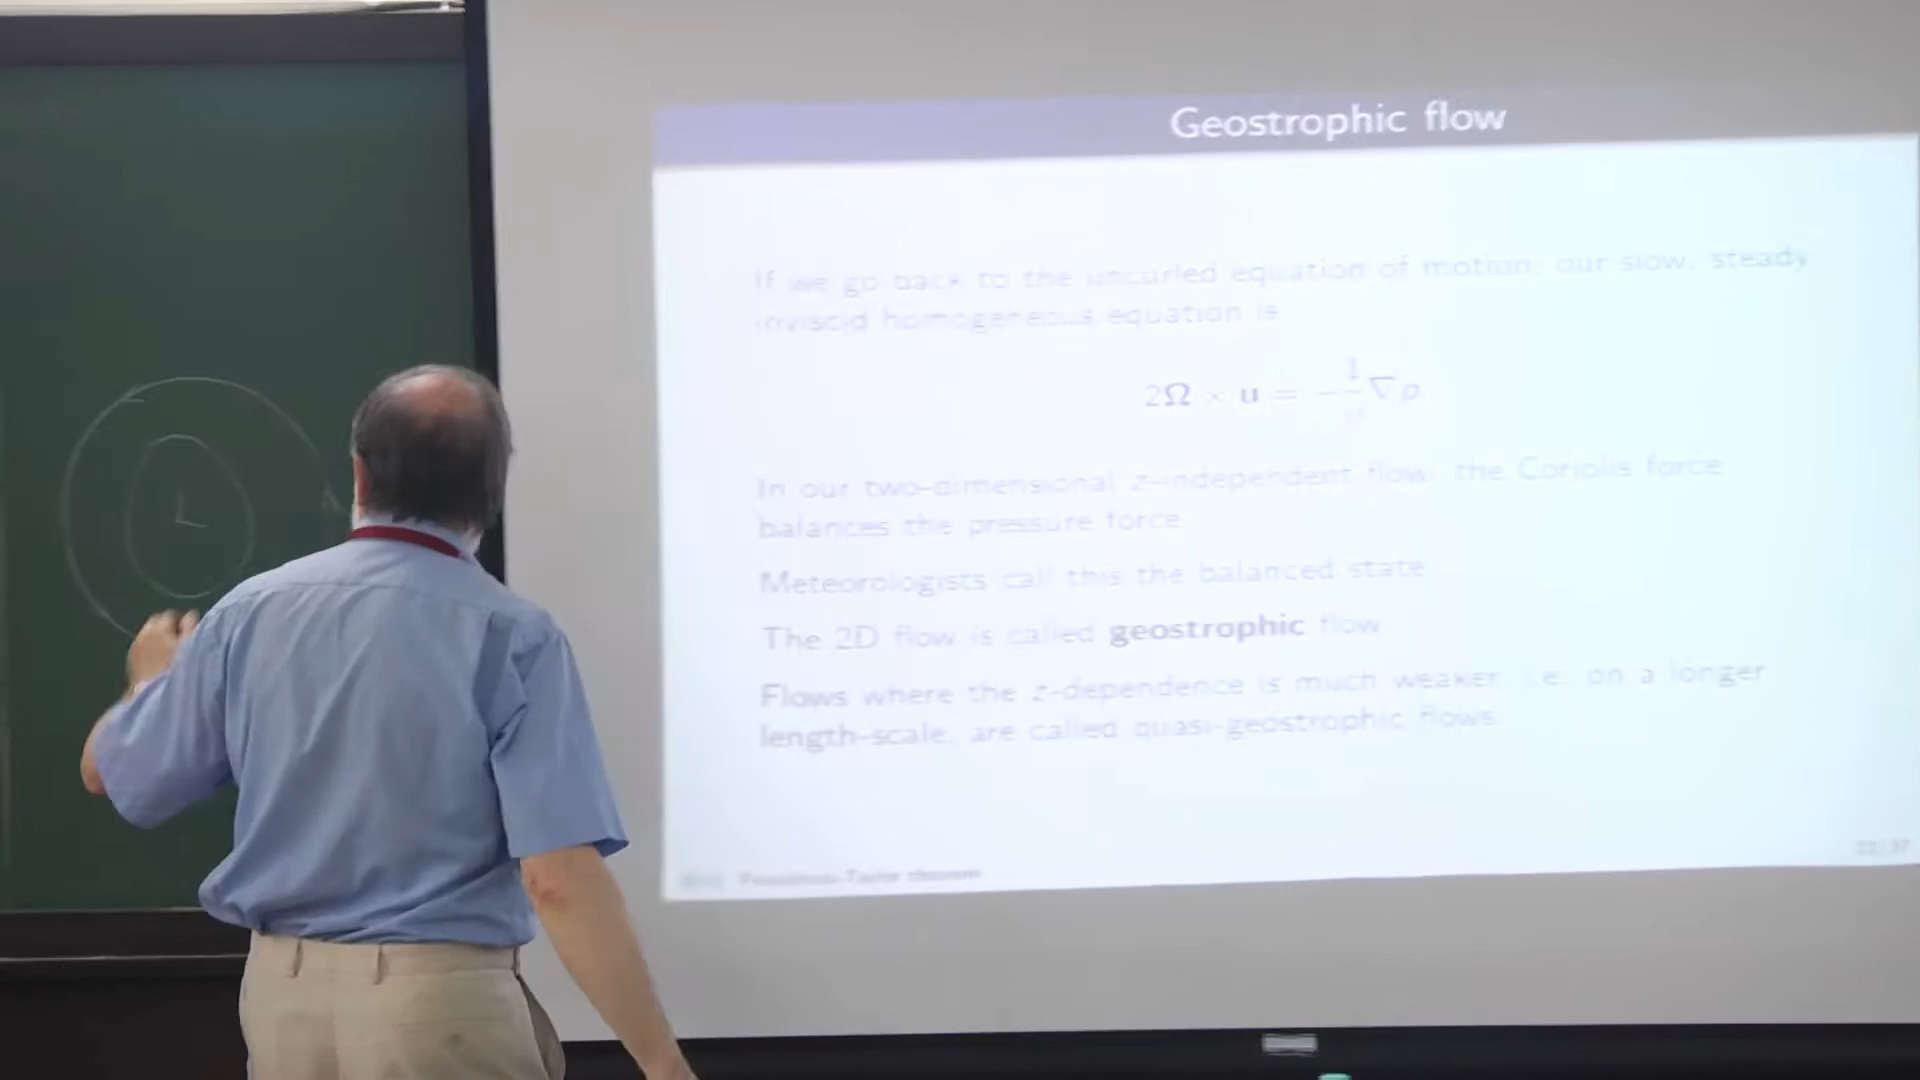 Geostrophic flow
If we go back to the uncurled equation of motion, our slow, steady
inviscid homogeneous equation is
2Ω × u = − 1/ρ ∇p
In our two-dimensional z-independent flow, the Coriolis force
balances the pressure force
Meteorologists call this the balanced state
The 2D flow is called geostrophic flow
Flows where the z-dependence is much weaker, i.e. on a longer
length-scale, are called quasi-geostrophic flows
Proudman-Taylor theorem
L